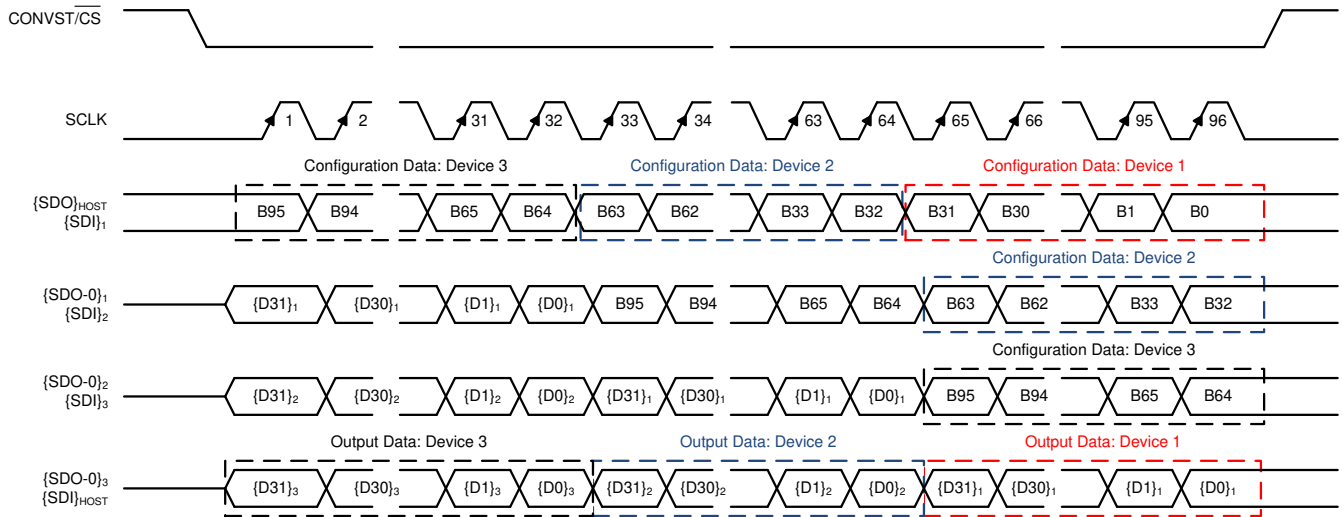 CONVST/CS
SCLK
1 2 31 32 33 34 63 64 65 66 95 96
Configuration Data: Device 3 Configuration Data: Device 2 Configuration Data: Device 1
{SDO}HOST
{SDI}1
B95 B94 B65 B64 B63 B62 B33 B32 B31 B30 B1 B0
Configuration Data: Device 2
{SDO-0}1
{SDI}2
{D31}1 {D30}1 {D1}1 {D0}1 B95 B94 B65 B64 B63 B62 B33 B32
Configuration Data: Device 3
{SDO-0}2
{SDI}3
{D31}2 {D30}2 {D1}2 {D0}2 {D31}1 {D30}1 {D1}1 {D0}1 B95 B94 B65 B64
Output Data: Device 3 Output Data: Device 2 Output Data: Device 1
{SDO-0}3
{SDI}HOST
{D31}3 {D30}3 {D1}3 {D0}3 {D31}2 {D30}2 {D1}2 {D0}2 {D31}1 {D30}1 {D1}1 {D0}1